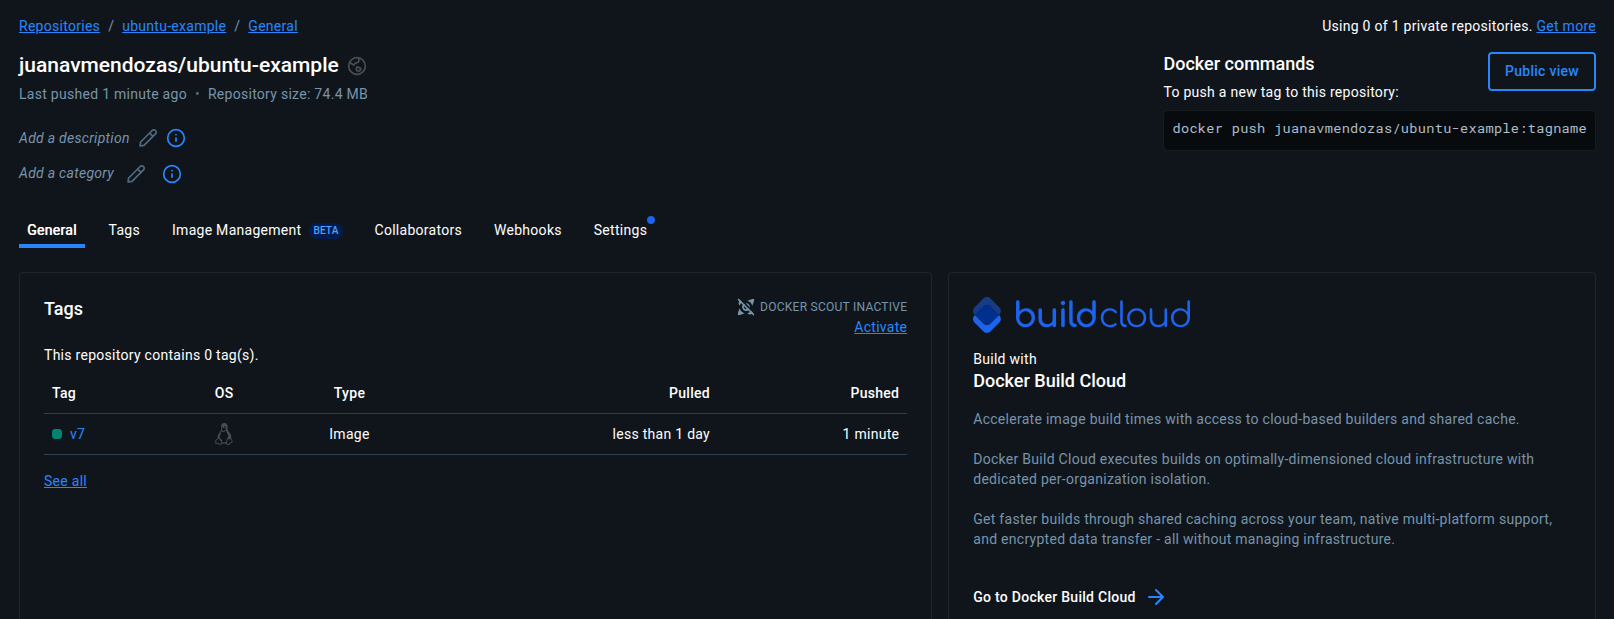 Repositories / ubuntu-example / General
Using 0 of 1 private repositories. Get more
juanavmendozas/ubuntu-example
Last pushed 1 minute ago • Repository size: 74.4 MB
Add a description
Add a category
Docker commands
Public view
To push a new tag to this repository:
docker push juanavmendozas/ubuntu-example:tagname
General Tags Image Management BETA Collaborators Webhooks Settings
Tags
DOCKER SCOUT INACTIVE
Activate
This repository contains 0 tag(s).
Tag OS Type Pulled Pushed
v7 Image less than 1 day 1 minute
See all
buildcloud
Build with
Docker Build Cloud
Accelerate image build times with access to cloud-based builders and shared cache.
Docker Build Cloud executes builds on optimally-dimensioned cloud infrastructure with
dedicated per-organization isolation.
Get faster builds through shared caching across your team, native multi-platform support,
and encrypted data transfer - all without managing infrastructure.
Go to Docker Build Cloud